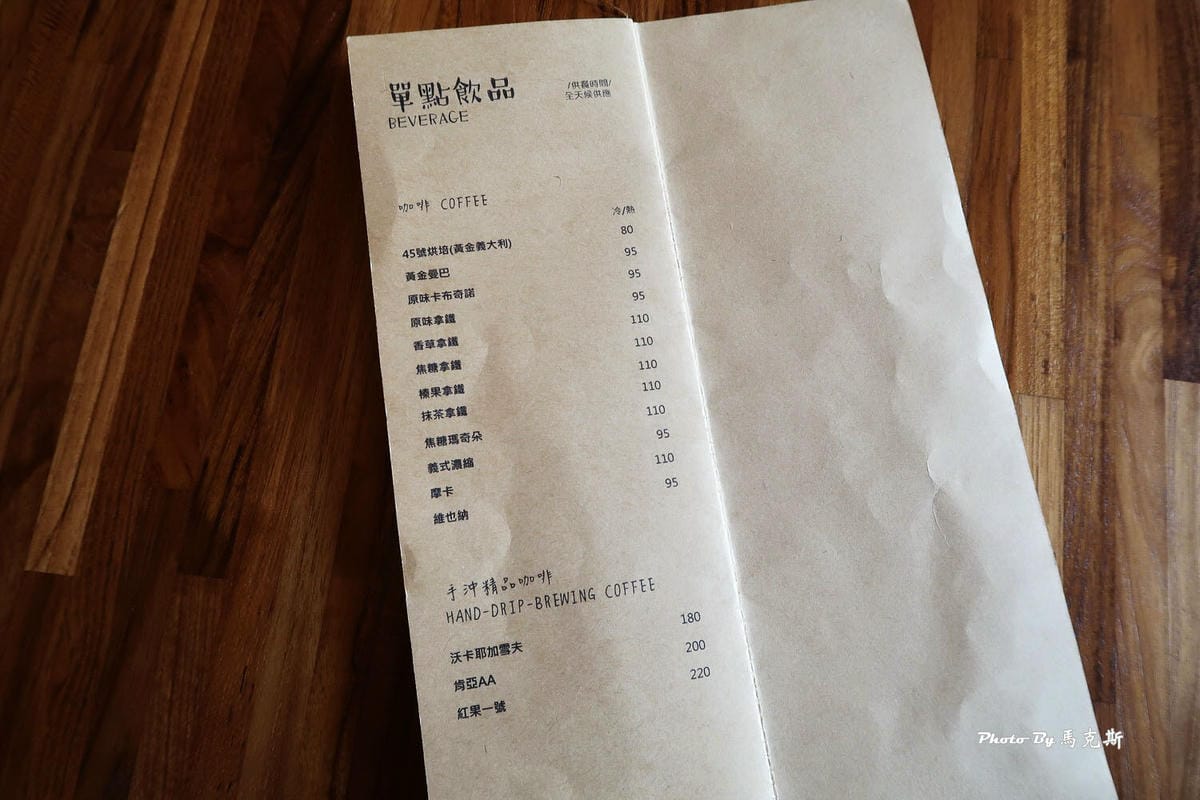 單點飲品
BEVERAGE
/供餐時間/
全天候供應
咖啡 COFFEE
冷/熱
45號烘培(黃金義大利) 80
黃金曼巴 95
原味卡布奇諾 95
原味拿鐵 95
香草拿鐵 110
焦糖拿鐵 110
榛果拿鐵 110
抹茶拿鐵 110
焦糖瑪奇朵 110
義式濃縮 95
摩卡 110
維也納 95
手沖精品咖啡
HAND-DRIP-BREWING COFFEE
沃卡耶加雪夫 180
肯亞AA 200
紅果一號 220
Photo By 馬克斯